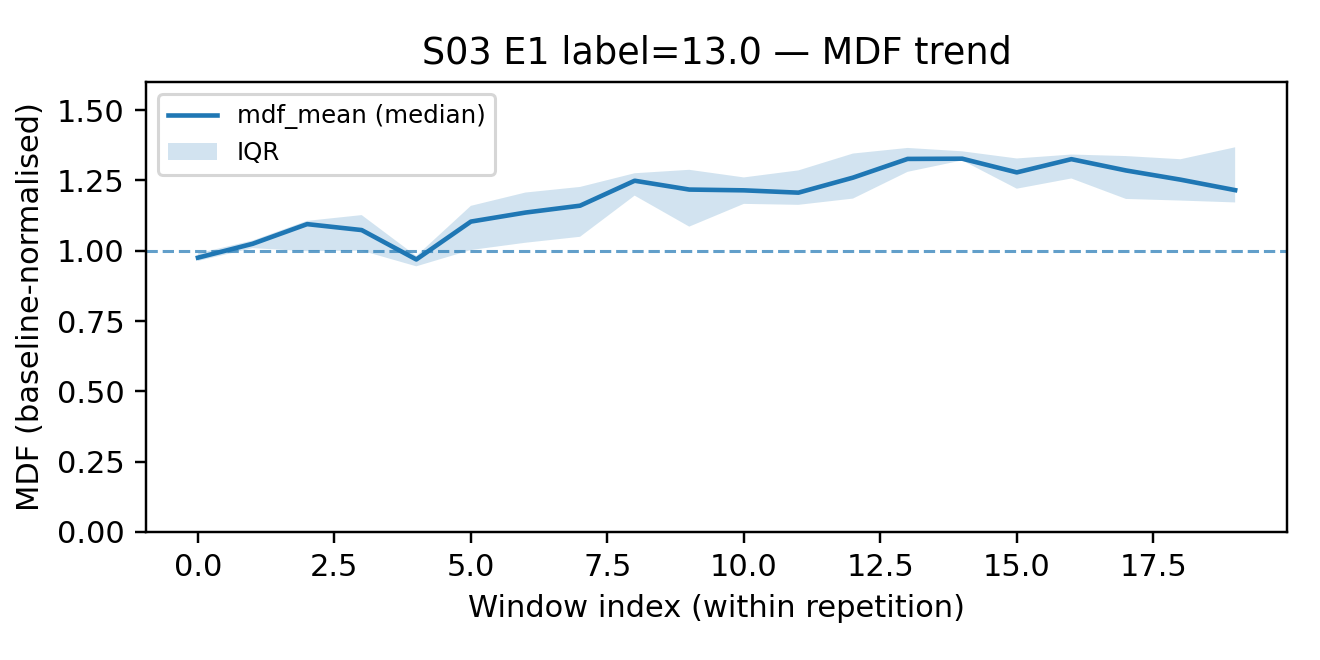 S03 E1 label=13.0 — MDF trend
mdf_mean (median)
IQR
MDF (baseline-normalised)
1.50
1.25
1.00
0.75
0.50
0.25
0.00
0.0 2.5 5.0 7.5 10.0 12.5 15.0 17.5
Window index (within repetition)